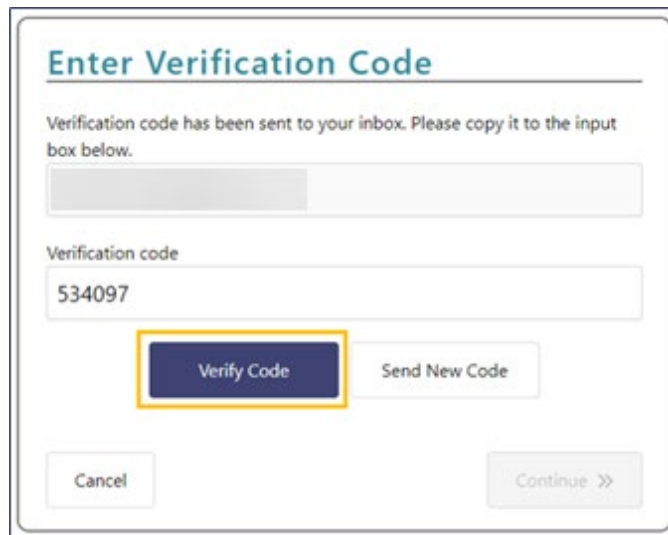 Enter Verification Code
Verification code has been sent to your inbox. Please copy it to the input
box below.
Verification code
534097
Verify Code
Send New Code
Cancel
Continue »